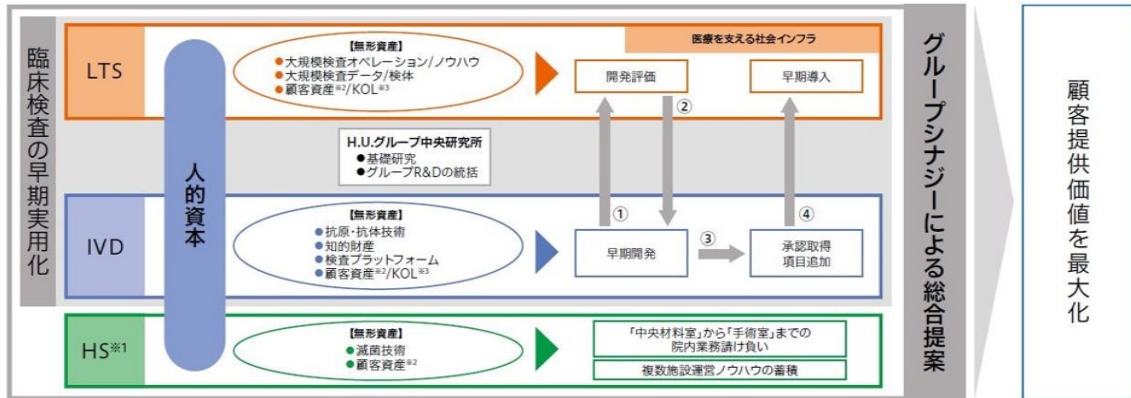 臨床検査の早期実用化
LTS
人的資本
【無形資産】
●大規模検査オペレーション/ノウハウ
●大規模検査データ/検体
●顧客資産※2/KOL※3
医療を支える社会インフラ
開発評価
早期導入
②
H.U.グループ中央研究所
●基礎研究
●グループR&Dの統括
IVD
【無形資産】
●抗原・抗体技術
●知的財産
●検査プラットフォーム
●顧客資産※2/KOL※3
①
早期開発
③
④
承認取得
項目追加
HS※1
【無形資産】
●滅菌技術
●顧客資産※2
「中央材料室」から「手術室」までの
院内業務請け負い
複数施設運営ノウハウの蓄積
グループシナジーによる総合提案
顧客提供価値を最大化